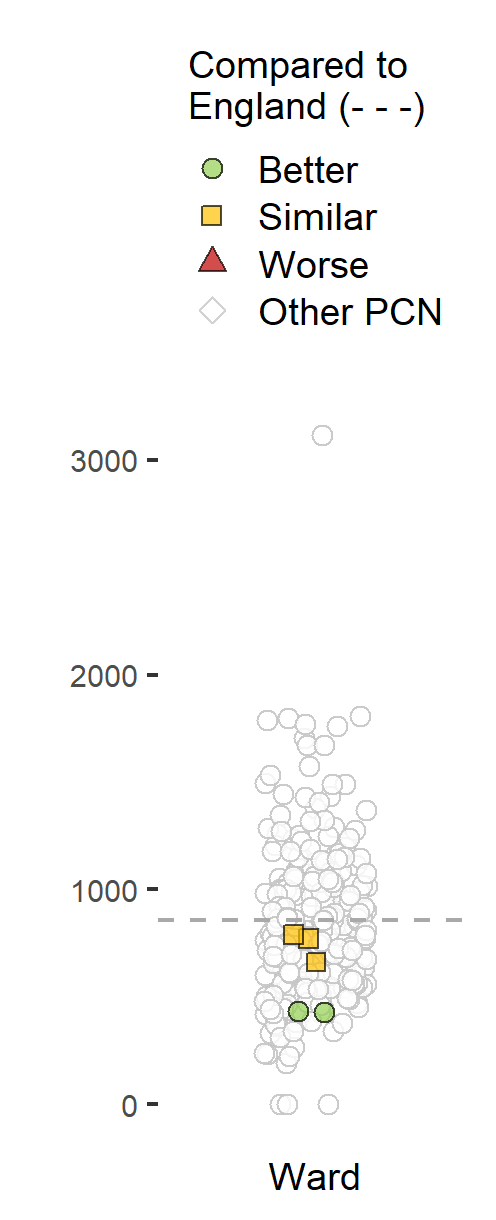 Compared to
England (- - -)
Better
Similar
Worse
Other PCN
3000
2000
1000
0
Ward